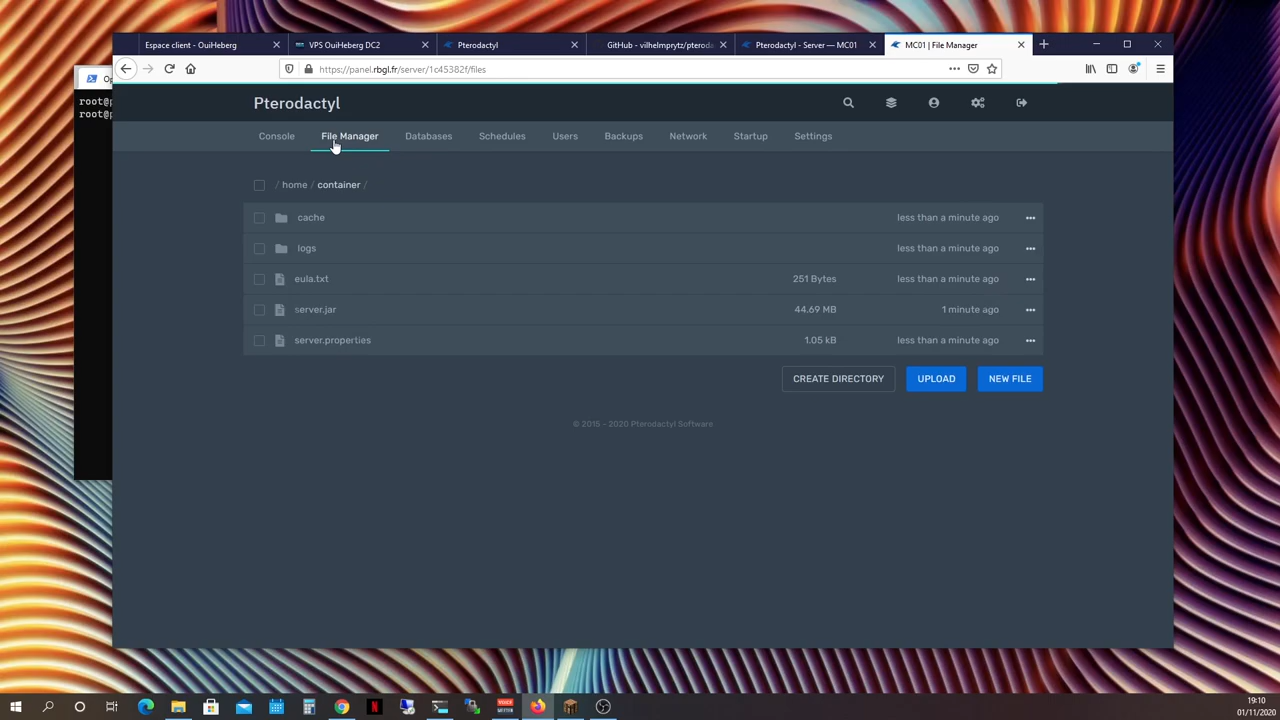 Espace client - OuiHeberg
VPS OuiHeberg DC2
Pterodactyl
GitHub - vilhelmprytz/pteroda
Pterodactyl - Server — MC01
MC01 | File Manager
Op
https://panel.rbgl.fr/server/1c45382f/files
root@p
root@p
Pterodactyl
Console
File Manager
Databases
Schedules
Users
Backups
Network
Startup
Settings
/ home / container /
cache less than a minute ago
logs less than a minute ago
eula.txt 251 Bytes less than a minute ago
server.jar 44.69 MB 1 minute ago
server.properties 1.05 kB less than a minute ago
CREATE DIRECTORY
UPLOAD
NEW FILE
© 2015 - 2020 Pterodactyl Software
19:10
01/11/2020